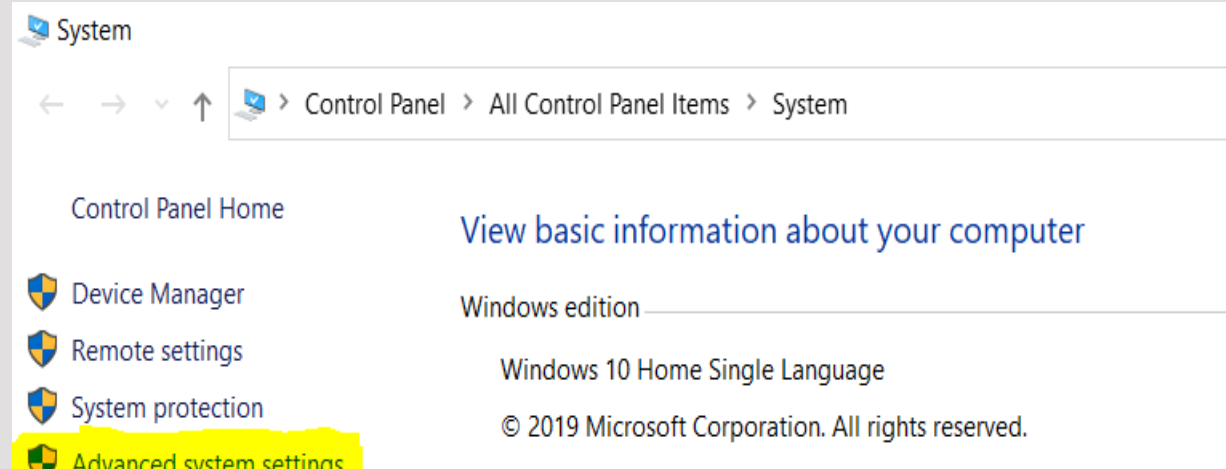 System
Control Panel > All Control Panel Items > System
Control Panel Home
View basic information about your computer
Device Manager
Windows edition
Remote settings
Windows 10 Home Single Language
System protection
© 2019 Microsoft Corporation. All rights reserved.
Advanced system settings